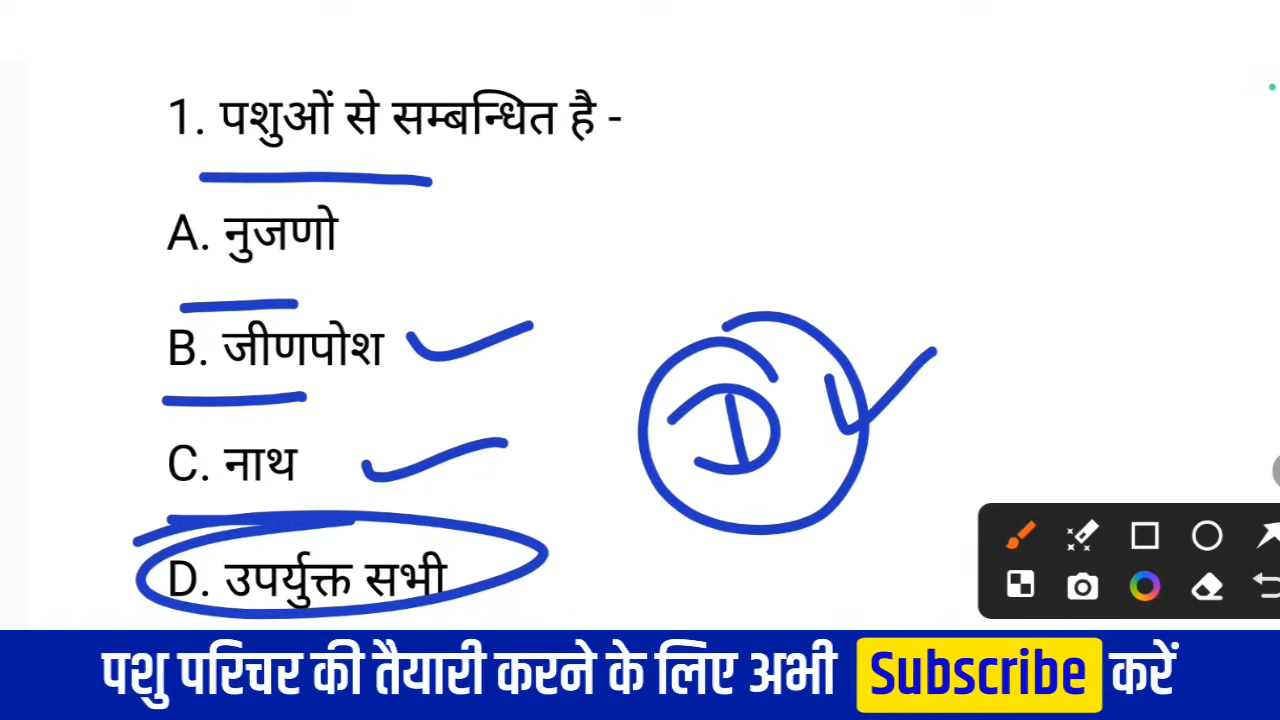 1. पशुओं से सम्बन्धित है -
A. नुजणो
B. जीणपोश
C. नाथ
D
D. उपर्युक्त सभी
पशु परिचर की तैयारी करने के लिए अभी Subscribe करें